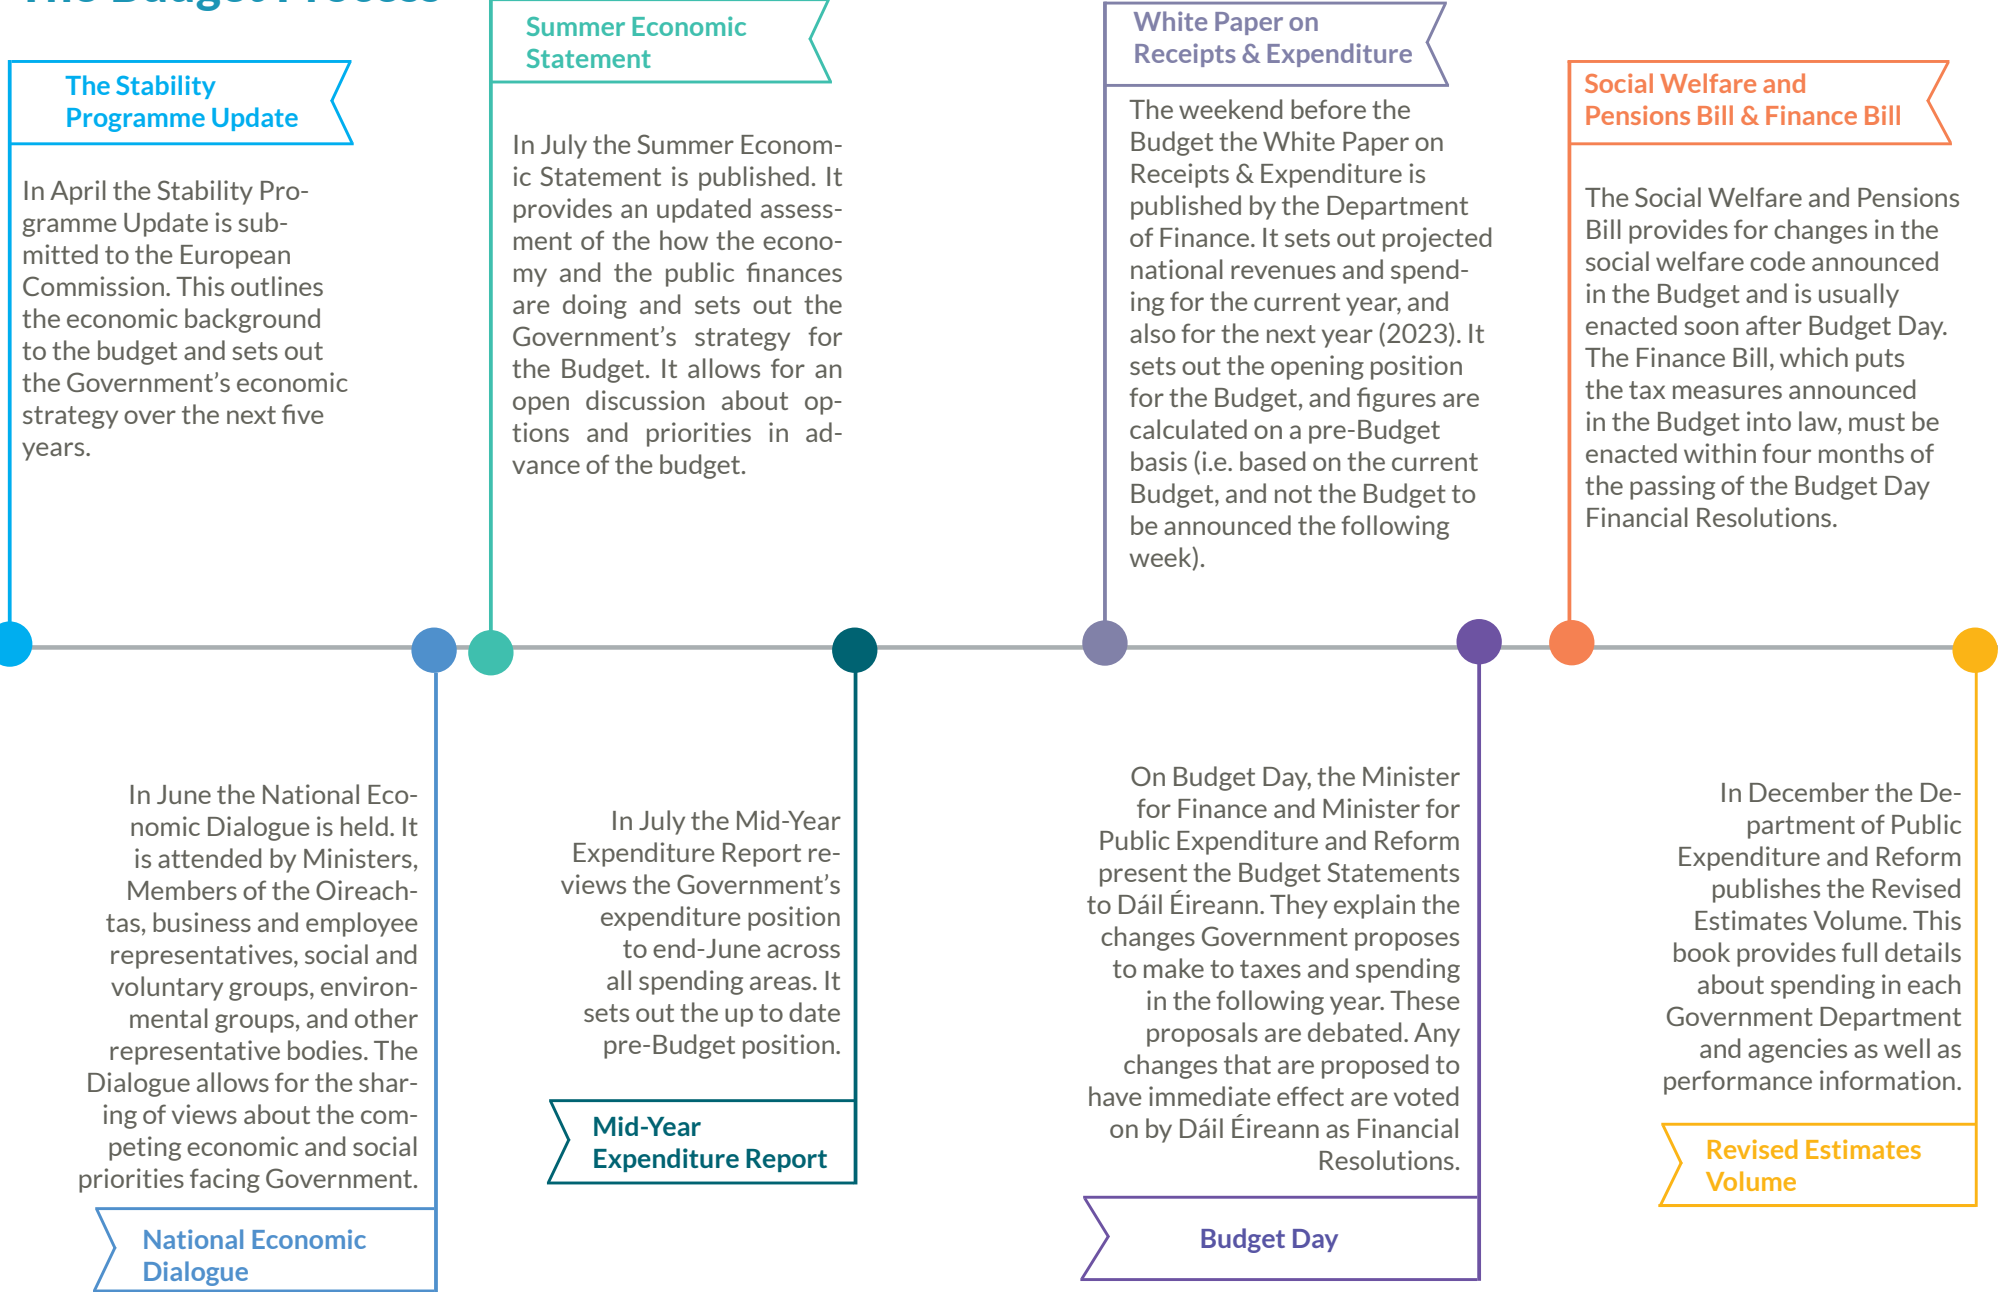 The Budget Process
The Stability
Programme Update
In April the Stability Pro-
gramme Update is sub-
mitted to the European
Commission. This outlines
the economic background
to the budget and sets out
the Government's economic
strategy over the next five
years.
Summer Economic
Statement
In July the Summer Econom-
ic Statement is published. It
provides an updated assess-
ment of the how the econo-
my and the public finances
are doing and sets out the
Government's strategy for
the Budget. It allows for an
open discussion about op-
tions and priorities in ad-
vance of the budget.
White Paper on
Receipts & Expenditure
The weekend before the
Budget the White Paper on
Receipts & Expenditure is
published by the Department
of Finance. It sets out projected
national revenues and spend-
ing for the current year, and
also for the next year (2023). It
sets out the opening position
for the Budget, and figures are
calculated on a pre-Budget
basis (i.e. based on the current
Budget, and not the Budget to
be announced the following
week).
Social Welfare and
Pensions Bill & Finance Bill
The Social Welfare and Pensions
Bill provides for changes in the
social welfare code announced
in the Budget and is usually
enacted soon after Budget Day.
The Finance Bill, which puts
the tax measures announced
in the Budget into law, must be
enacted within four months of
the passing of the Budget Day
Financial Resolutions.
In June the National Eco-
nomic Dialogue is held. It
is attended by Ministers,
Members of the Oireach-
tas, business and employee
representatives, social and
voluntary groups, environ-
mental groups, and other
representative bodies. The
Dialogue allows for the shar-
ing of views about the com-
peting economic and social
priorities facing Government.
National Economic
Dialogue
In July the Mid-Year
Expenditure Report re-
views the Government's
expenditure position
to end-June across
all spending areas. It
sets out the up to date
pre-Budget position.
Mid-Year
Expenditure Report
On Budget Day, the Minister
for Finance and Minister for
Public Expenditure and Reform
present the Budget Statements
to Dáil Éireann. They explain the
changes Government proposes
to make to taxes and spending
in the following year. These
proposals are debated. Any
changes that are proposed to
have immediate effect are voted
on by Dáil Éireann as Financial
Resolutions.
Budget Day
In December the De-
partment of Public
Expenditure and Reform
publishes the Revised
Estimates Volume. This
book provides full details
about spending in each
Government Department
and agencies as well as
performance information.
Revised Estimates
Volume